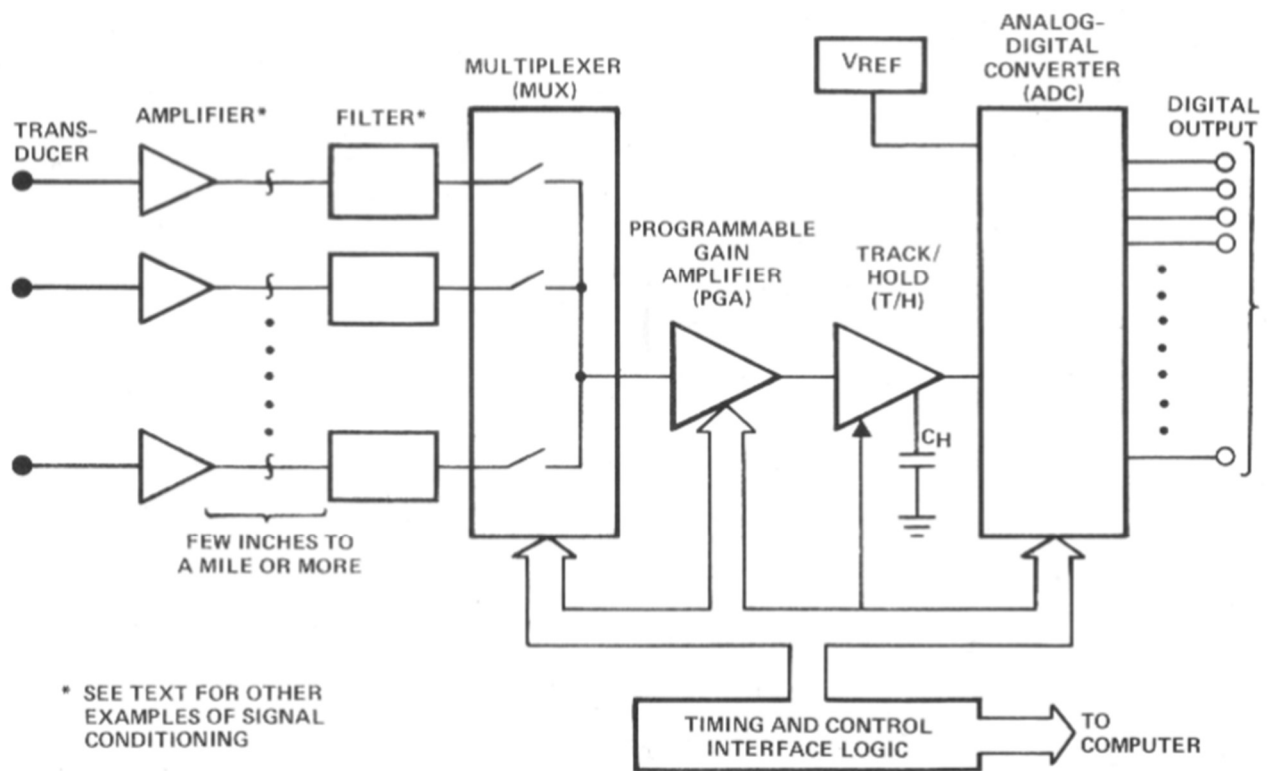 ANALOG-
DIGITAL
CONVERTER
(ADC)
VREF
MULTIPLEXER
(MUX)
DIGITAL
OUTPUT
AMPLIFIER*
FILTER*
TRANS-
DUCER
PROGRAMMABLE
GAIN
AMPLIFIER
(PGA)
TRACK/
HOLD
(T/H)
CH
FEW INCHES TO
A MILE OR MORE
* SEE TEXT FOR OTHER
EXAMPLES OF SIGNAL
CONDITIONING
TIMING AND CONTROL
INTERFACE LOGIC
TO
COMPUTER